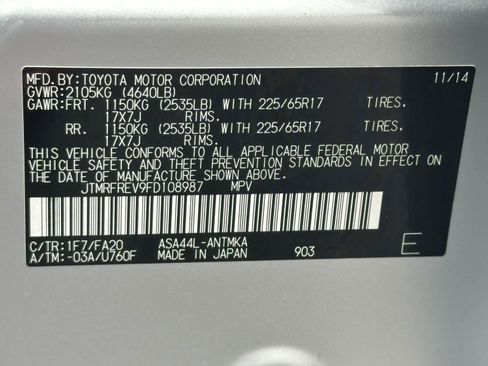 MFD.BY:TOYOTA MOTOR CORPORATION 11/14
GVWR:2105KG (4640LB)
GAWR:FRT. 1150KG (2535LB) WITH 225/65R17 TIRES.
17X7J RIMS.
RR. 1150KG (2535LB) WITH 225/65R17 TIRES.
17X7J RIMS.
THIS VEHICLE CONFORMS TO ALL APPLICABLE FEDERAL MOTOR
VEHICLE SAFETY AND THEFT PREVENTION STANDARDS IN EFFECT
ON THE DATE OF MANUFACTURE SHOWN ABOVE.
JTMRFREV9FD108987 MPV
C/TR:1F7/FA20 ASA44L-ANTMKA
A/TM:-03A/U760F MADE IN JAPAN 903 E